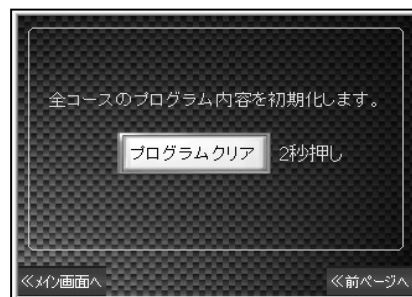 全コースのプログラム内容を初期化します。
プログラムクリア 2秒押し
≪メイン画面へ ≪前ページへ